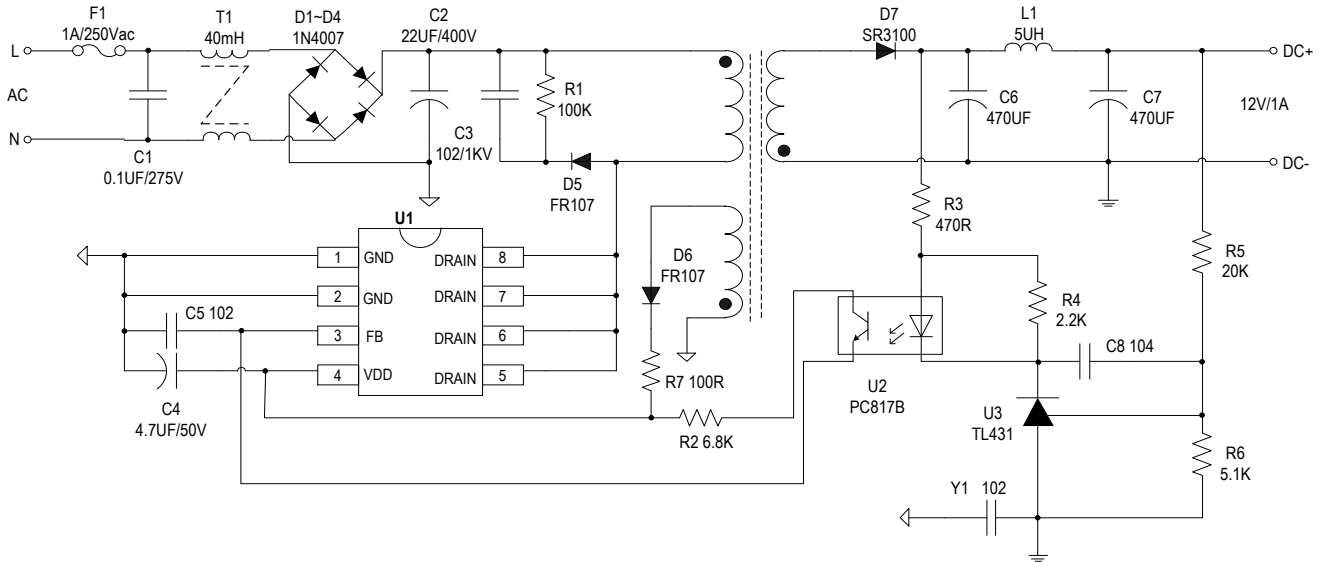 F1
1A/250Vac
T1
40mH
D1~D4
1N4007
C2
22UF/400V
D7
SR3100
L1
5UH
L
DC+
AC
R1
100K
C6
470UF
C7
470UF
12V/1A
N
C3
102/1KV
C1
0.1UF/275V
D5
FR107
DC-
R3
470R
U1
1
GND
DRAIN
8
D6
FR107
R5
20K
2
GND
DRAIN
7
R4
2.2K
C5 102
3
FB
DRAIN
6
C8 104
4
VDD
DRAIN
5
R7 100R
U2
PC817B
C4
4.7UF/50V
R2 6.8K
U3
TL431
R6
5.1K
Y1 102